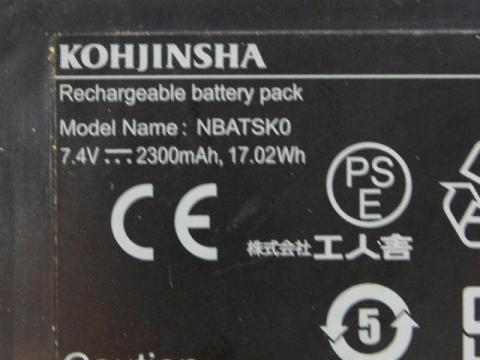 KOHJINSHA
Rechargeable battery pack
Model Name: NBATSK0
7.4V⎓2300mAh, 17.02Wh
PS
E
CE
株式会社工人舎
5